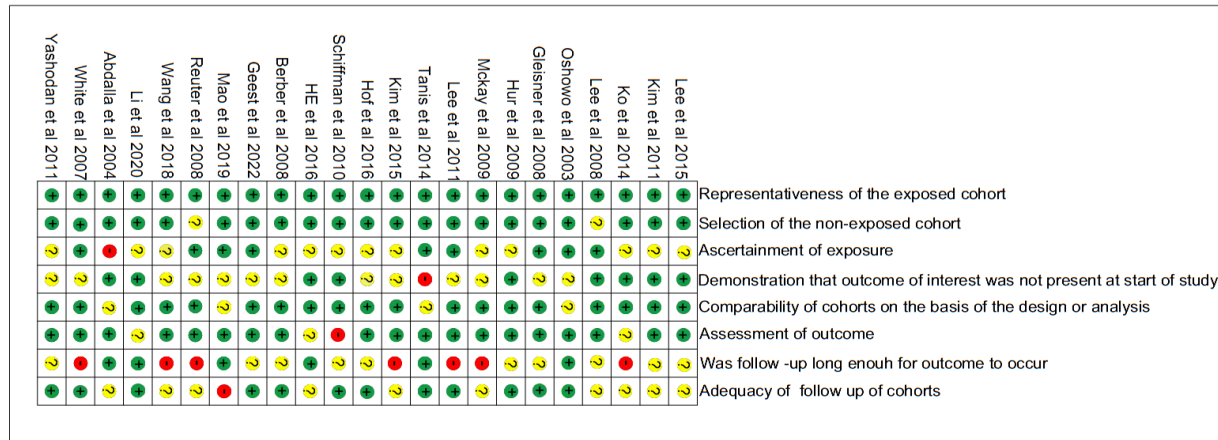 Yashodan et al 2011
White et al 2007
Abdalla et al 2004
Li et al 2020
Wang et al 2018
Reuter et al 2008
Mao et al 2019
Geest et al 2022
Berber et al 2008
HE et al 2016
Schiffman et al 2010
Hof et al 2016
Kim et al 2015
Tanis et al 2014
Lee et al 2011
Mckay et al 2009
Hur et al 2009
Gleisner et al 2008
Oshowo et al 2003
Lee et al 2008
Ko et al 2014
Kim et al 2011
Lee et al 2015
+ + + + + + + + + + + + + + + + + + + + + + + Representativeness of the exposed cohort
+ + + + + ? + + + + + + + + + + + + + ? + + + Selection of the non-exposed cohort
? + - ? ? + + + ? ? ? ? ? + + ? ? + + + ? ? ? Ascertainment of exposure
? ? + + ? ? ? ? ? + + ? + - ? ? + ? ? + + + + Demonstration that outcome of interest was not present at start of study
+ + ? + + + ? + + + + + + ? + + + + ? + + + + Comparability of cohorts on the basis of the design or analysis
+ + + ? + + + + + ? - + + + + + + + + + ? + + Assessment of outcome
? - + + - - + ? ? ? ? ? - + - - ? ? + ? - ? ? Was follow -up long enouh for outcome to occur
+ + ? + ? ? - + + ? + + ? + + ? + + + ? ? ? ? Adequacy of follow up of cohorts